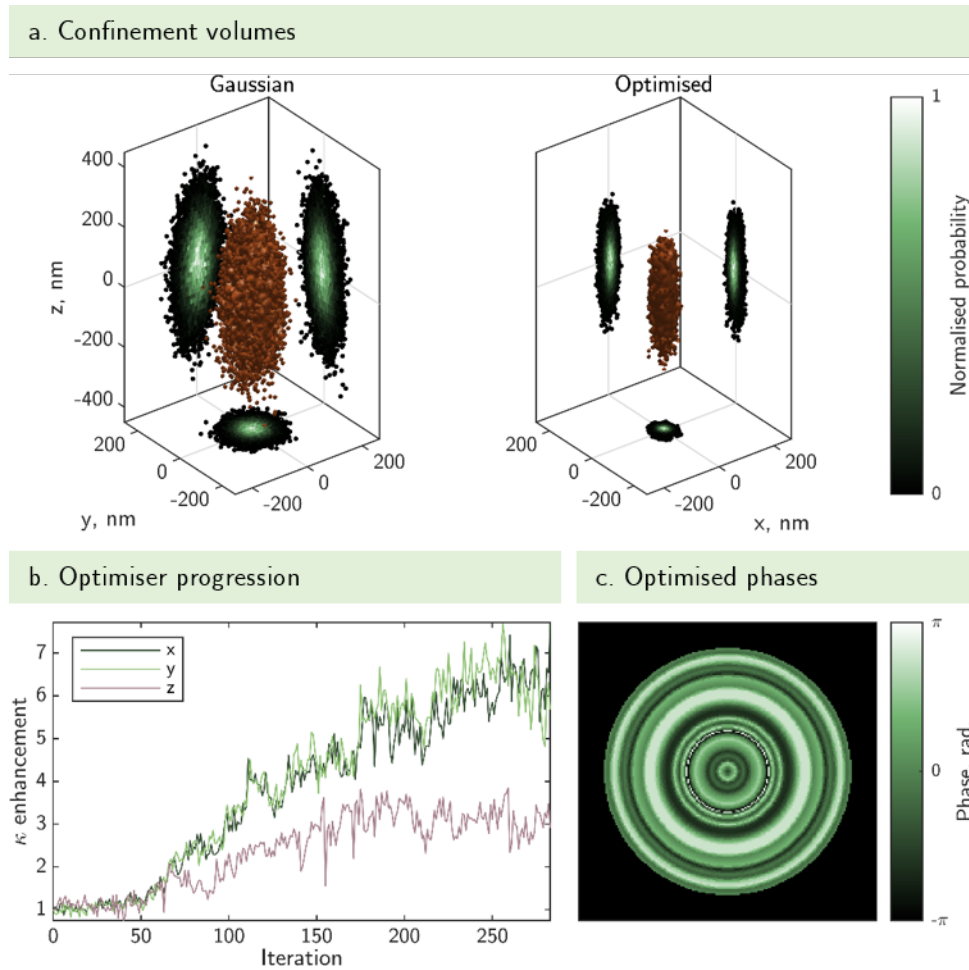 a. Confinement volumes
Gaussian
Optimised
400
200
0
-200
-400
z, nm
200
0
-200
y, nm
-200
0
200
200
0
-200
-200
0
200
x, nm
1
0
Normalised probability
b. Optimiser progression
c. Optimised phases
7
6
5
4
3
2
1
κ enhancement
x
y
z
0
50
100
150
200
250
Iteration
π
0
-π
Phase, rad